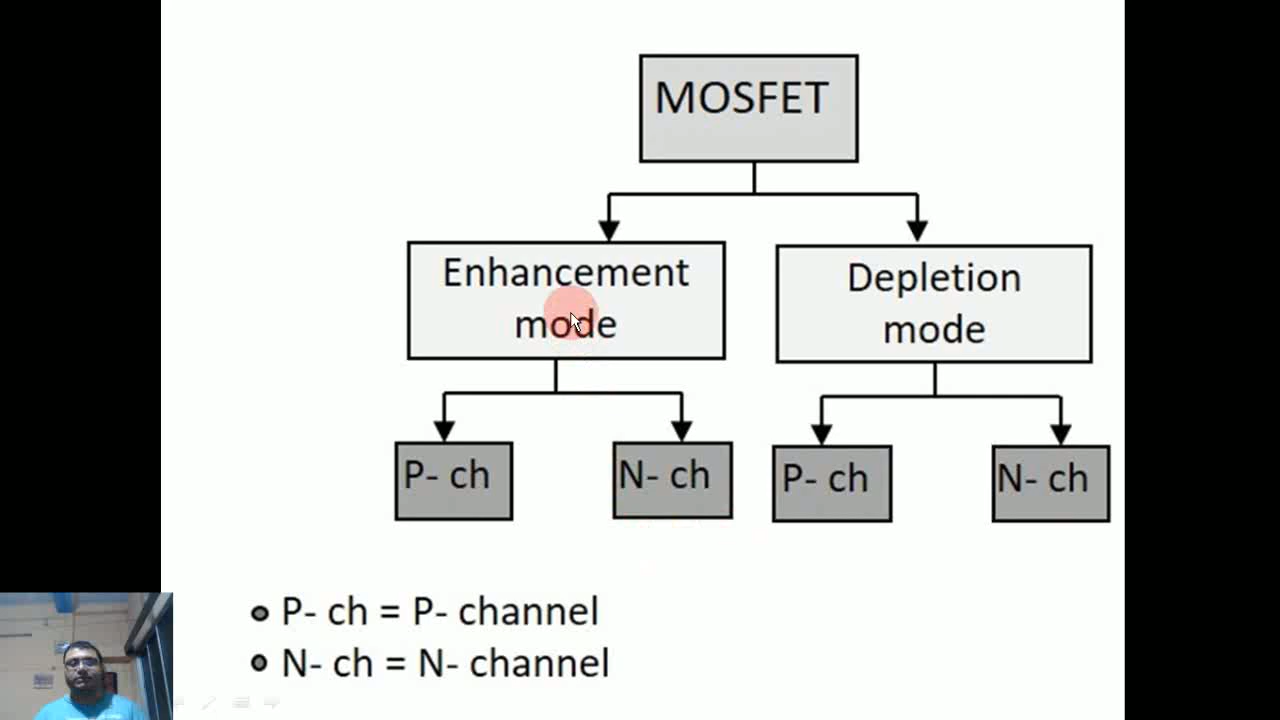 MOSFET
Enhancement
mode
Depletion
mode
P- ch
N- ch
P- ch
N- ch
P- ch = P- channel
N- ch = N- channel